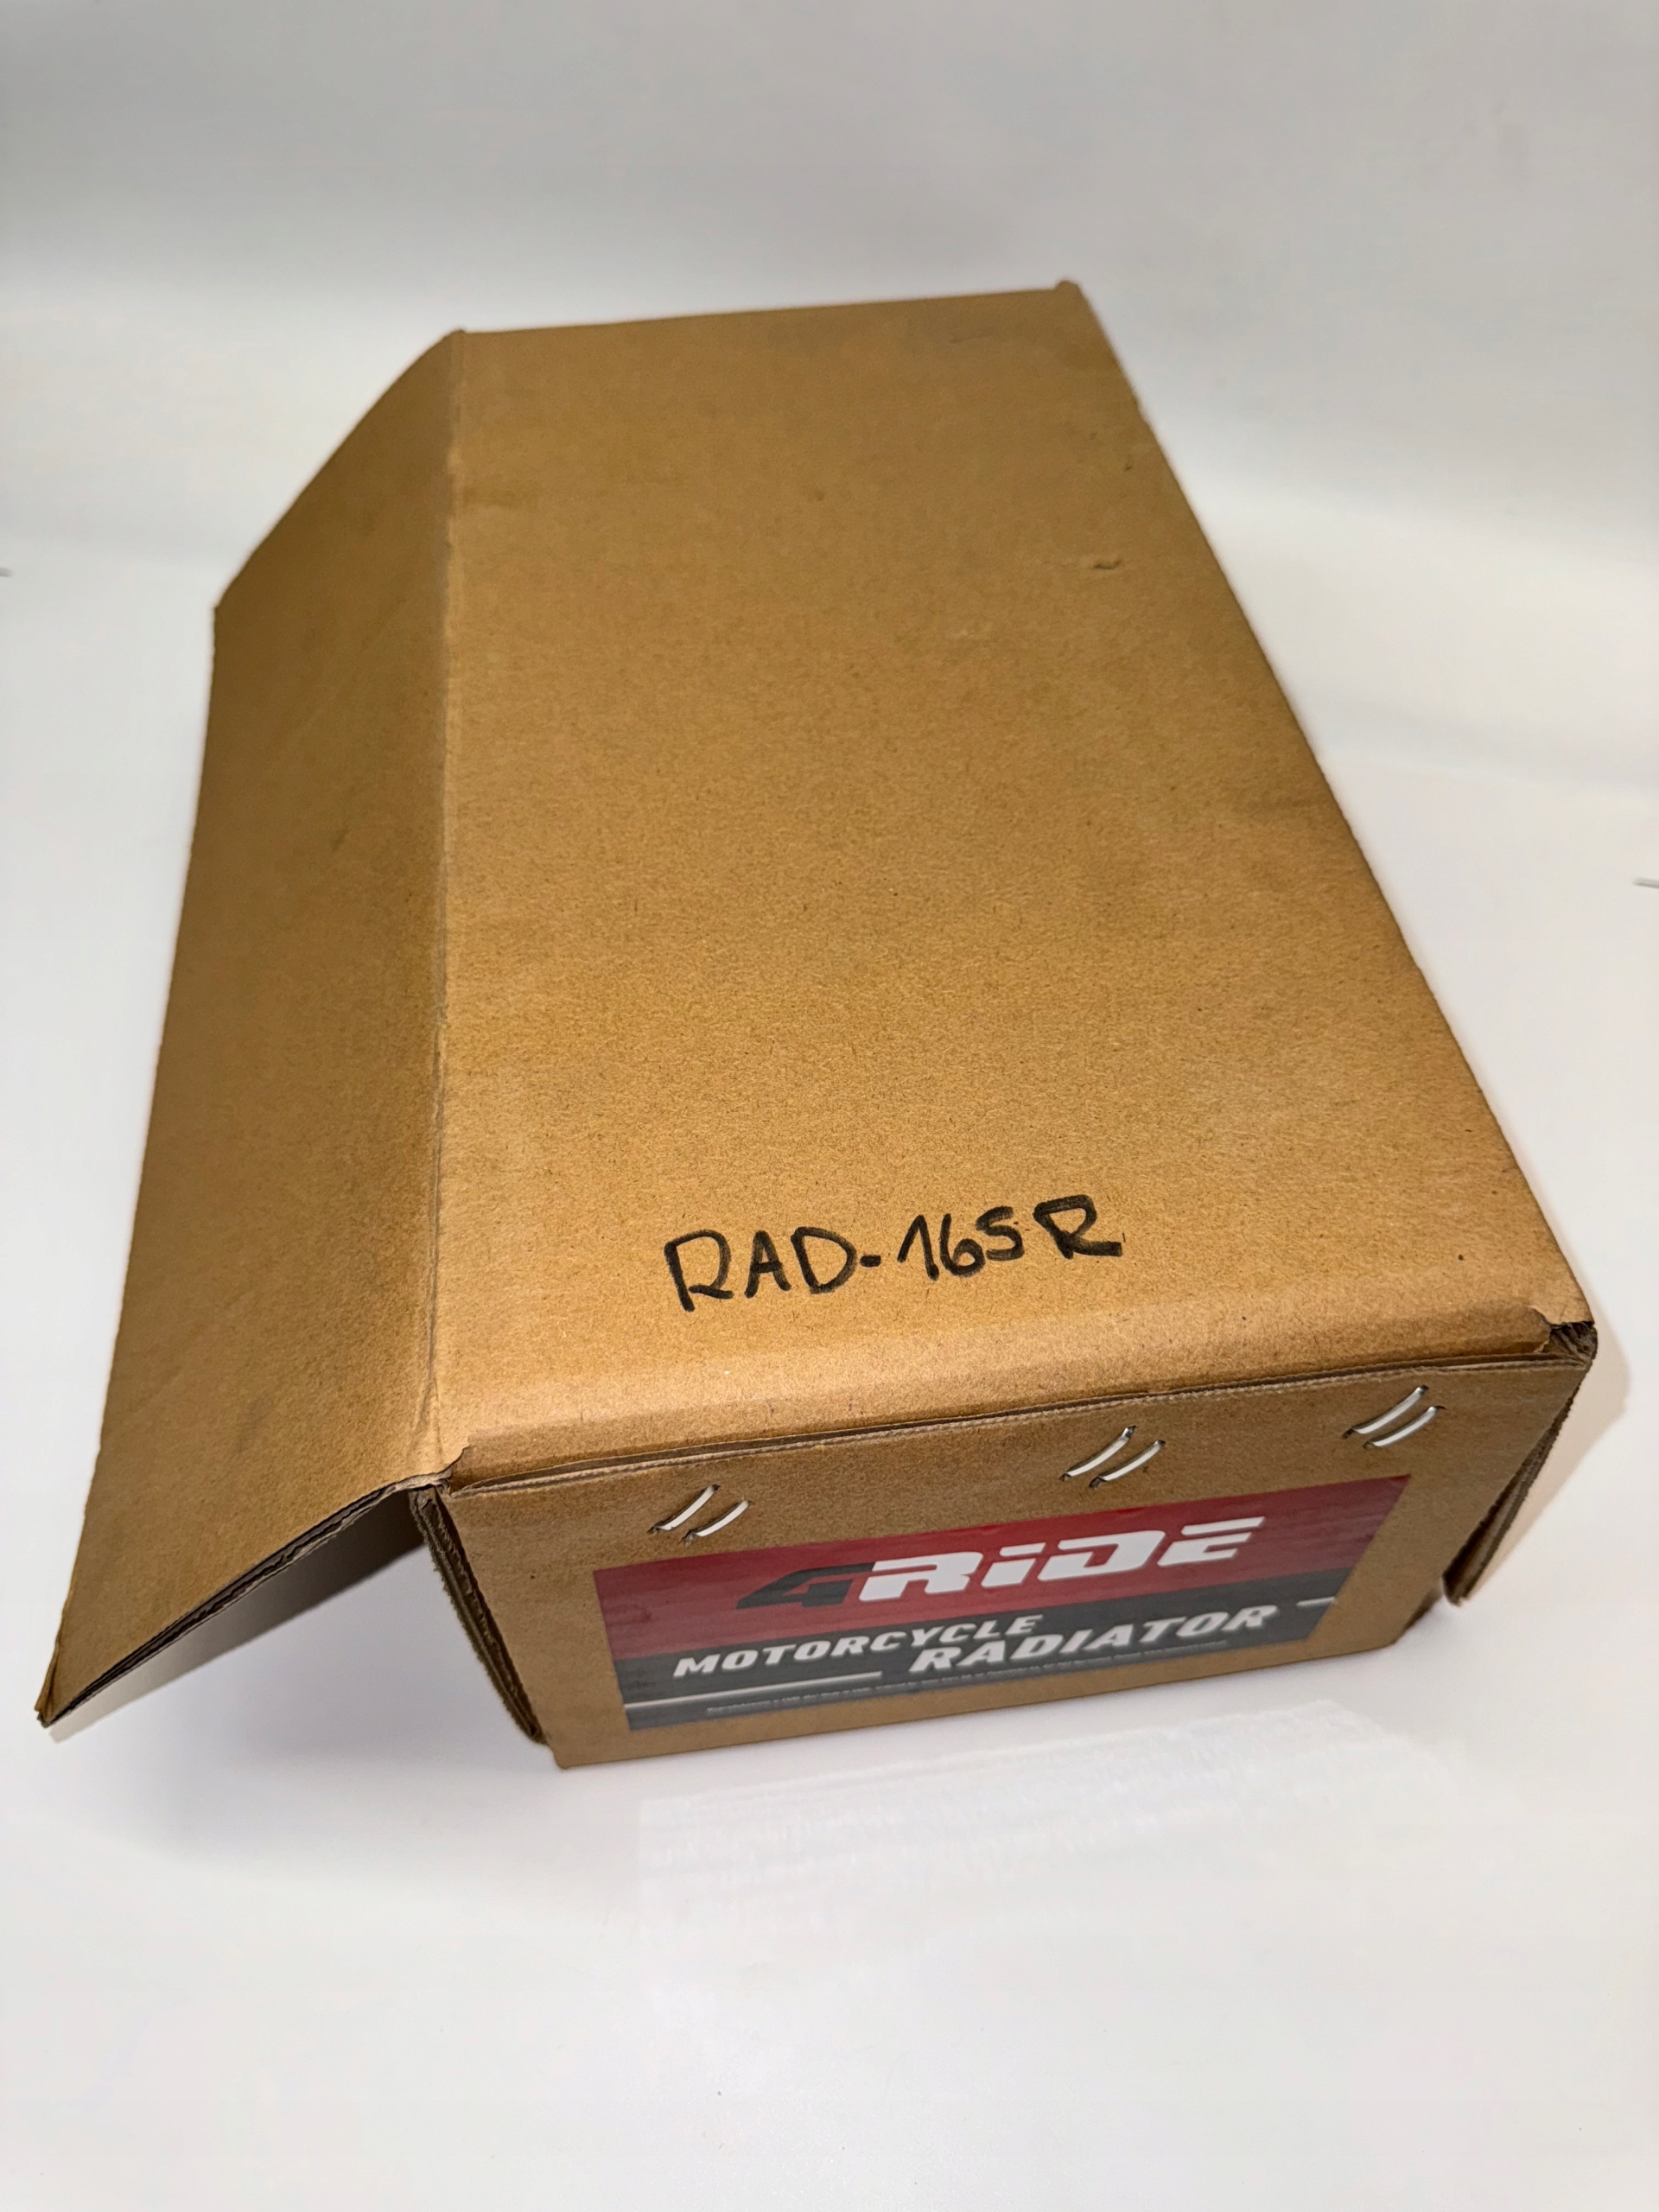 RAD-165R
4RiDE
MOTORCYCLE
RADIATOR